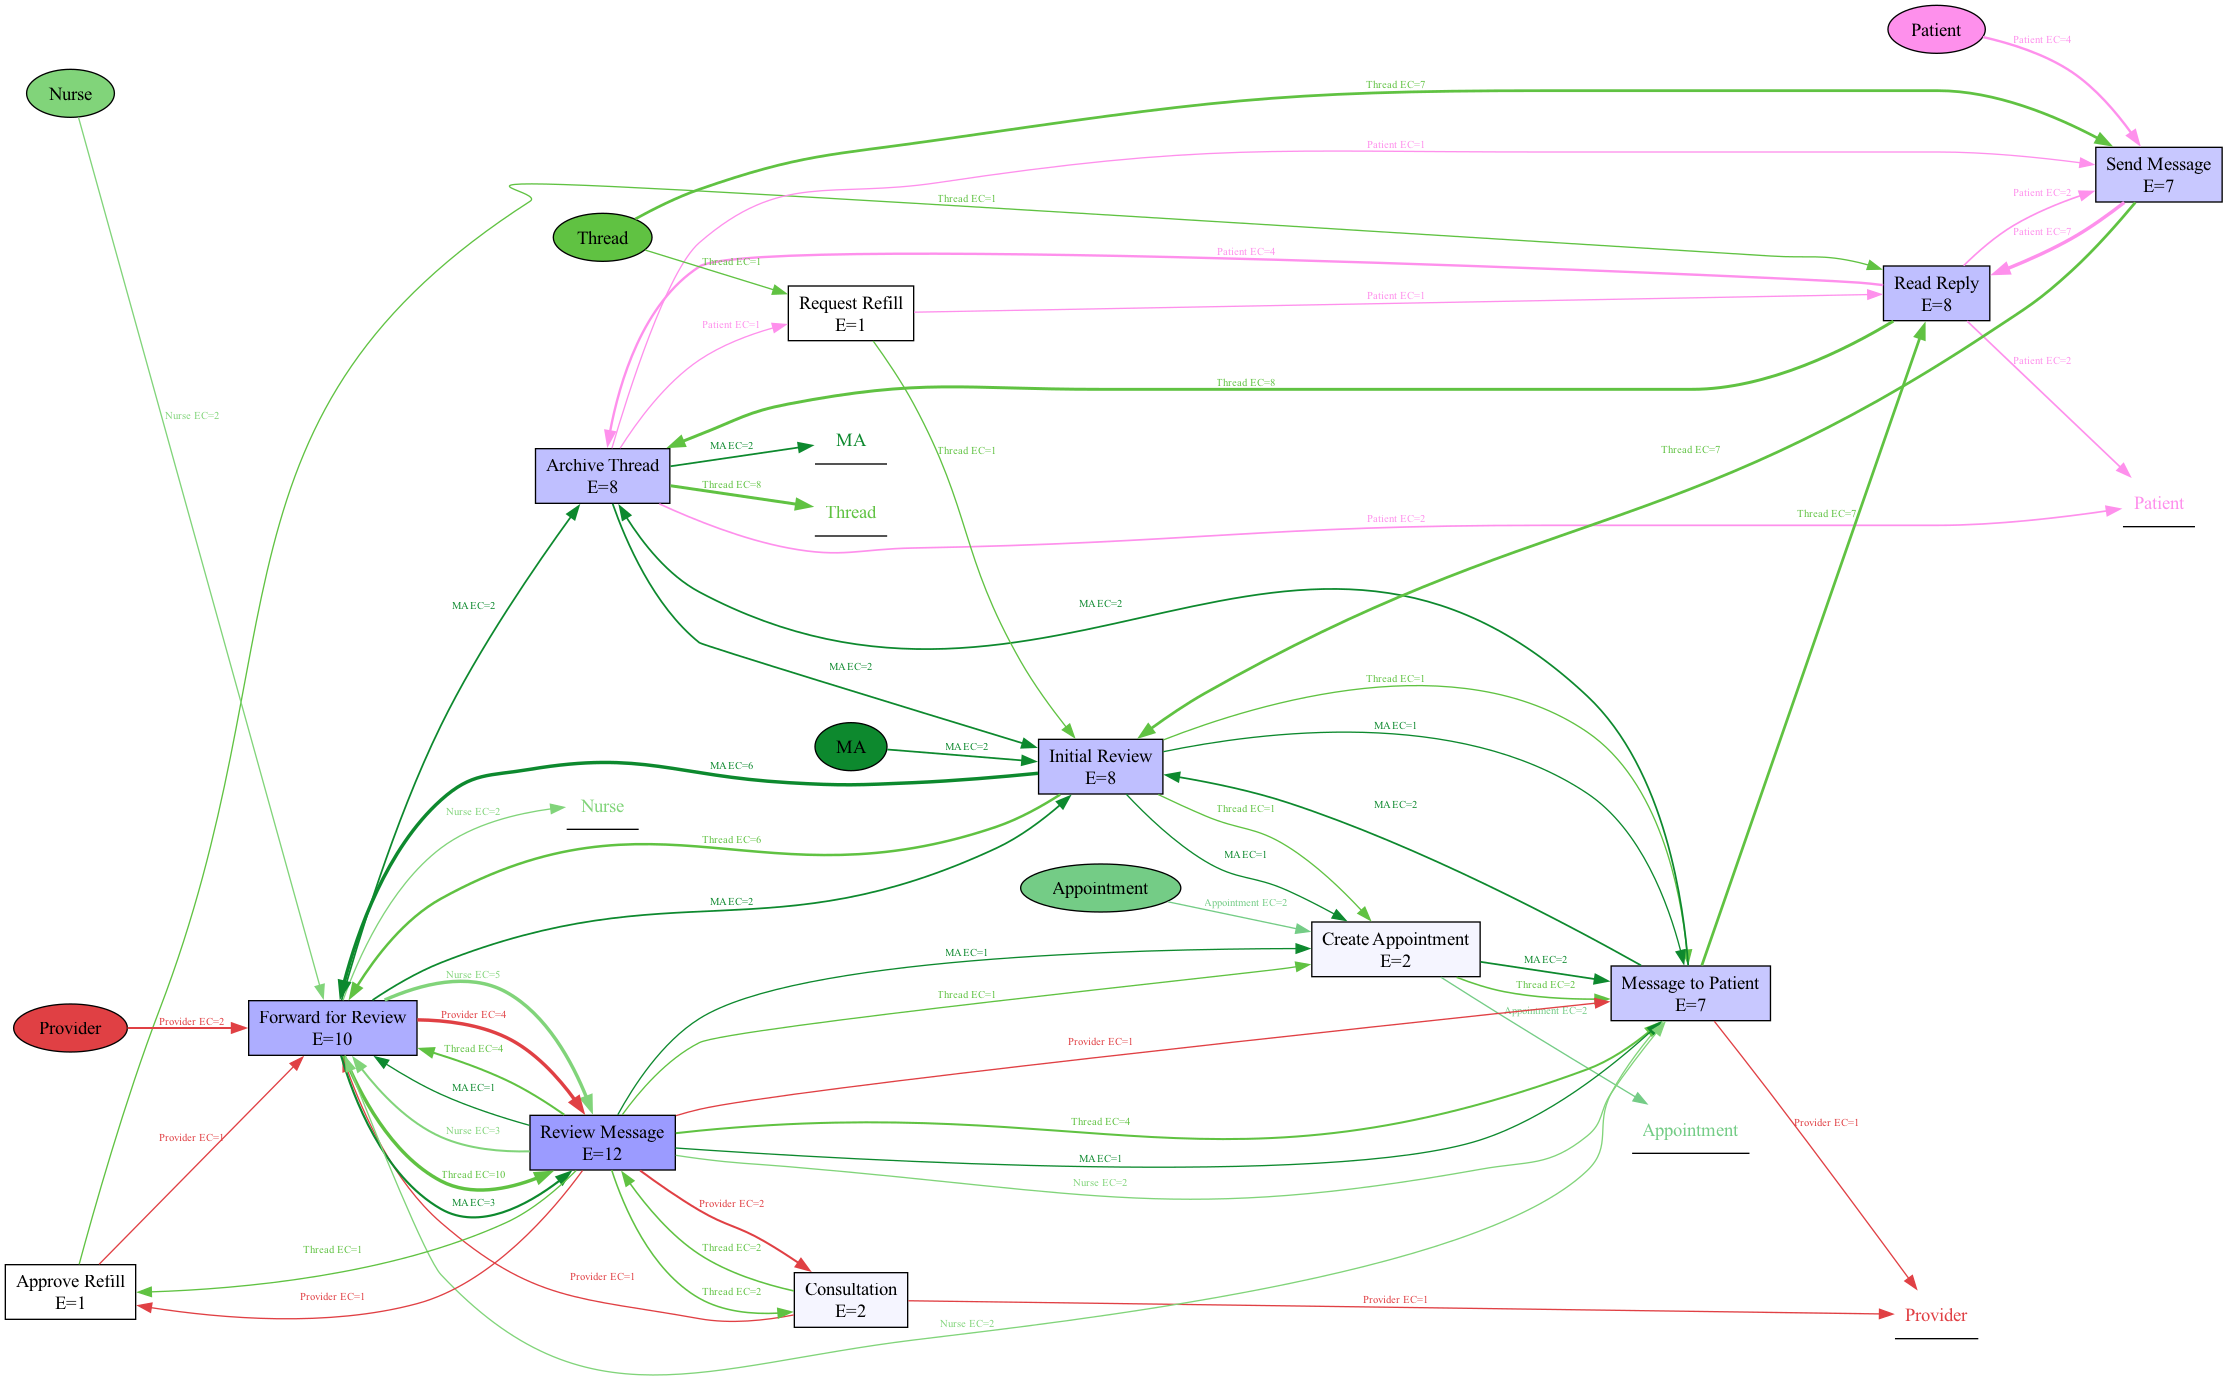 Patient
Patient EC=4
Nurse
Thread EC=7
Patient EC=1
Send Message
E=7
Patient EC=2
Thread EC=1
Thread
Patient EC=7
Patient EC=4
Thread EC=1
Read Reply
E=8
Request Refill
E=1
Patient EC=1
Patient EC=1
Patient EC=2
Thread EC=8
Nurse EC=2
MA
MA EC=2
Thread EC=1
Thread EC=7
Archive Thread
E=8
Thread EC=8
Thread
Patient
Patient EC=2
Thread EC=7
MA EC=2
MA EC=2
MA EC=2
Thread EC=1
MA EC=1
MA
MA EC=2
Initial Review
E=8
MA EC=6
Nurse
Nurse EC=2
Thread EC=1
MA EC=2
Thread EC=6
MA EC=1
Appointment
Appointment EC=2
MA EC=2
Create Appointment
E=2
MA EC=1
MA EC=2
Nurse EC=5
Message to Patient
E=7
Thread EC=2
Thread EC=1
Appointment EC=2
Provider
Provider EC=2
Forward for Review
E=10
Provider EC=4
Provider EC=1
Thread EC=4
MA EC=1
Nurse EC=3
Review Message
E=12
Thread EC=4
Provider EC=1
Appointment
Provider EC=1
MA EC=1
Thread EC=10
Nurse EC=2
MA EC=3
Provider EC=2
Thread EC=1
Thread EC=2
Approve Refill
E=1
Provider EC=1
Provider EC=1
Thread EC=2
Consultation
E=2
Provider EC=1
Provider
Nurse EC=2